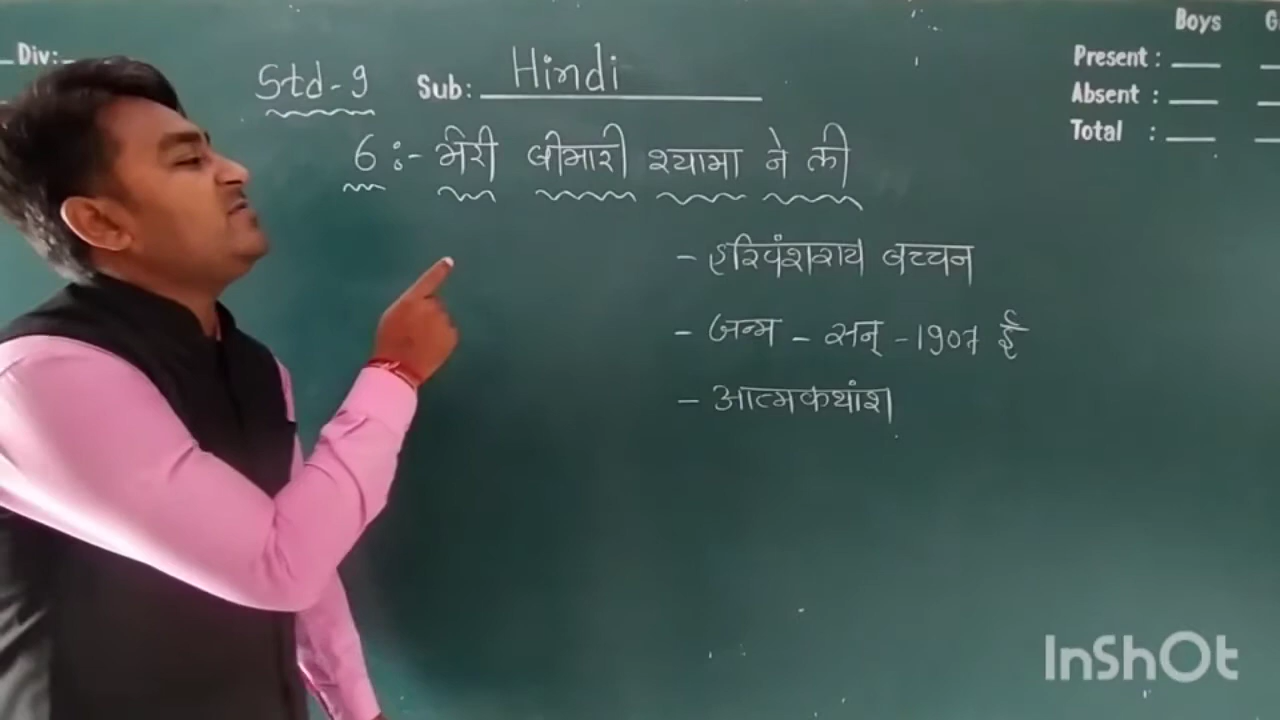 Boys G
Div:
Present :
Absent :
Total :
Std-9 Sub: Hindi
6 :- मेरी बीमारी श्यामा ने ली
- हरिवंशराय बच्चन
- जन्म - सन् - 1907 ई
- आत्मकथांश
InShOt